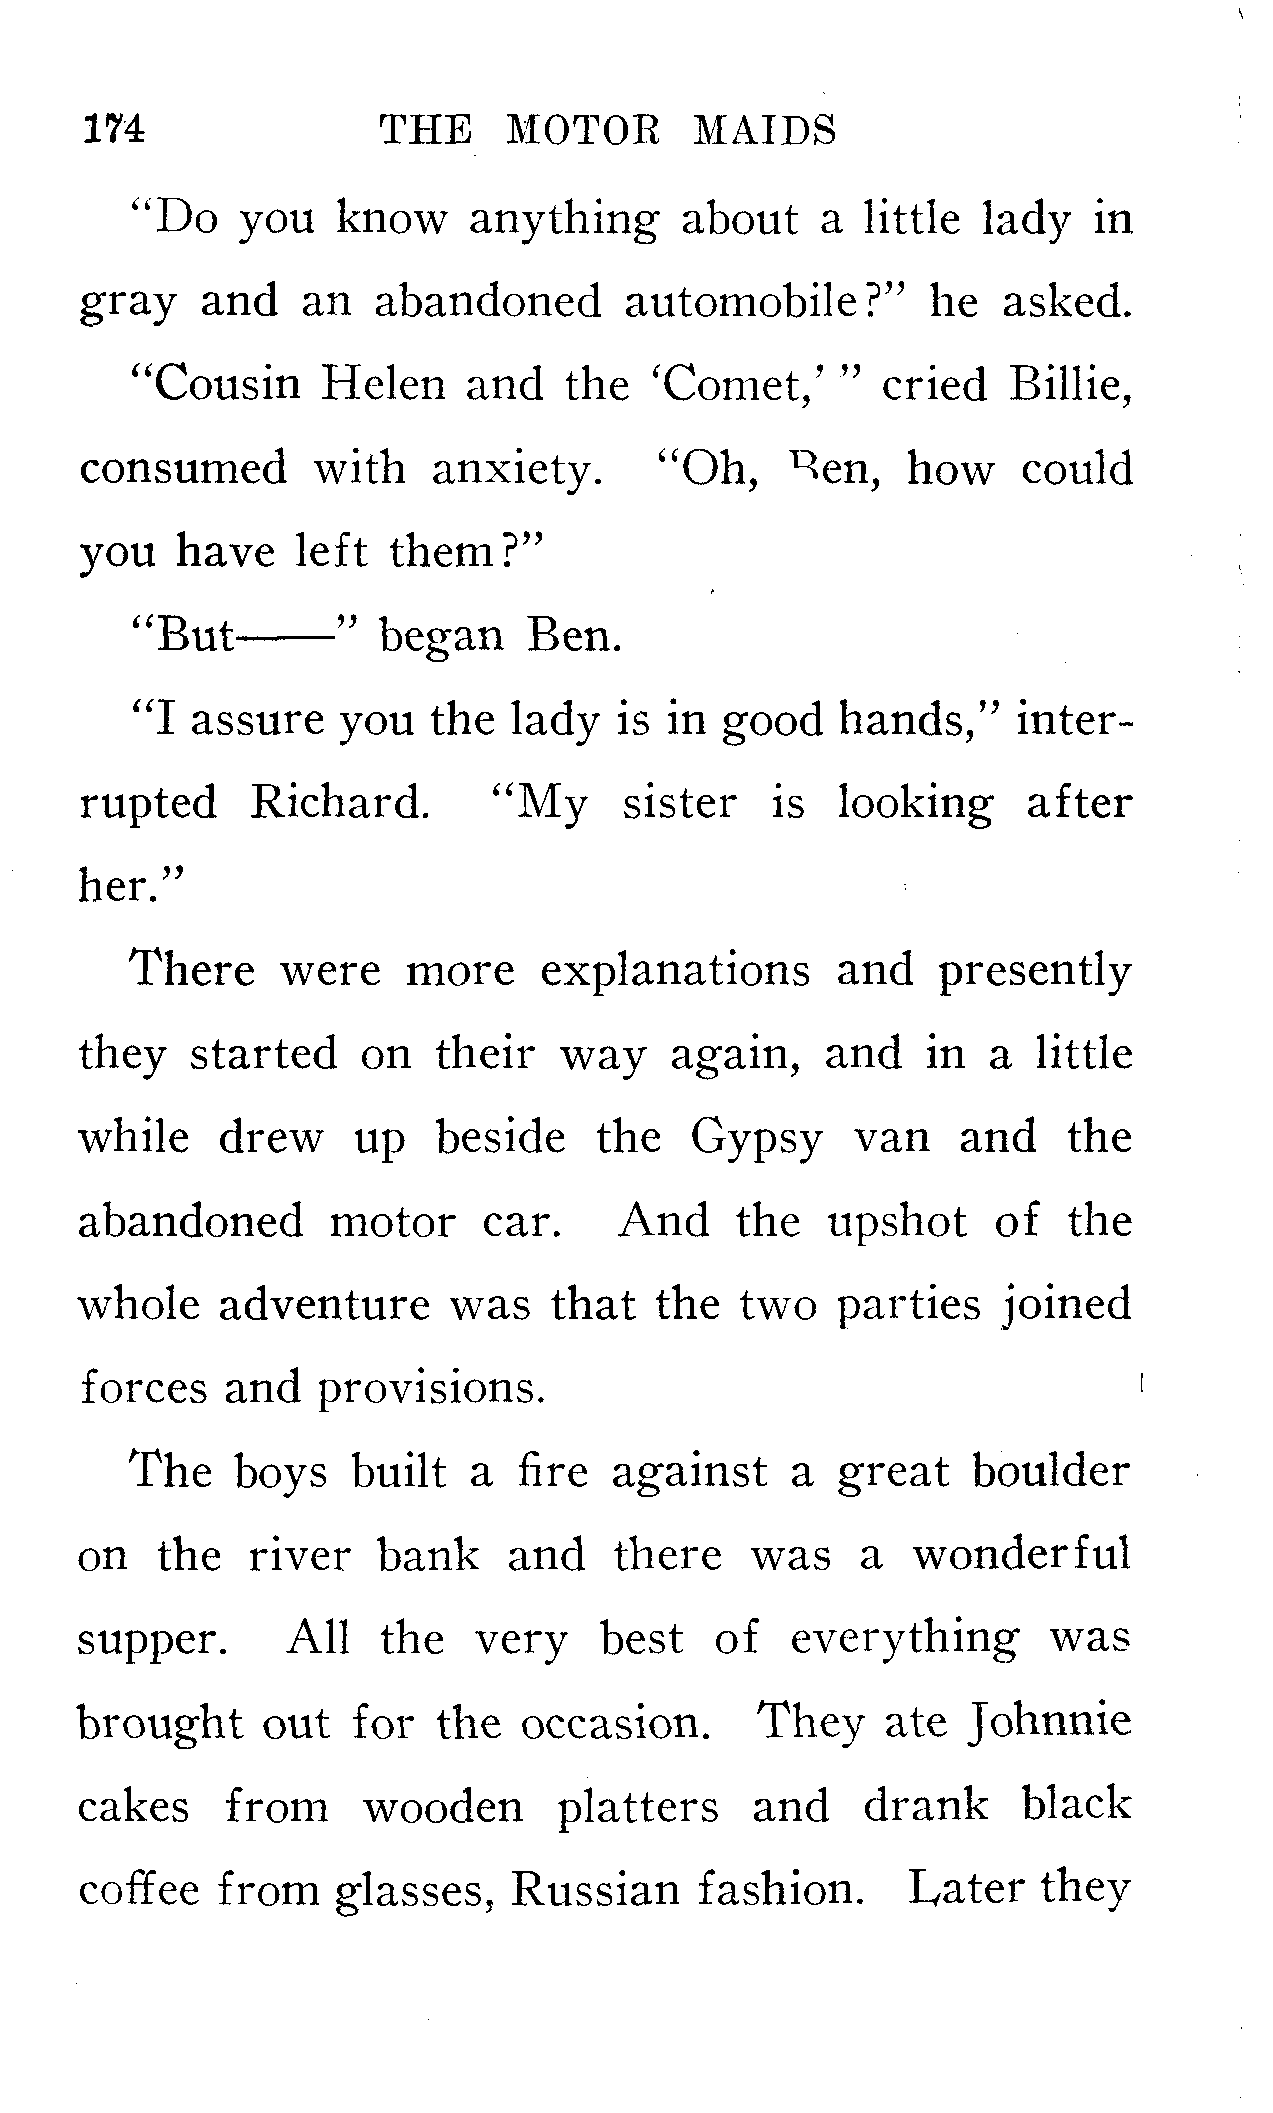 174 THE MOTOR MAIDS
“Do you know anything about a little lady in
gray and an abandoned automobile?” he asked.
“Cousin Helen and the ‘Comet,’ ” cried Billie,
consumed with anxiety. “Oh, Ben, how could
you have left them?”
“But——” began Ben.
“I assure you the lady is in good hands,” inter-
rupted Richard. “My sister is looking after
her.”
There were more explanations and presently
they started on their way again, and in a little
while drew up beside the Gypsy van and the
abandoned motor car. And the upshot of the
whole adventure was that the two parties joined
forces and provisions.
The boys built a fire against a great boulder
on the river bank and there was a wonderful
supper. All the very best of everything was
brought out for the occasion. They ate Johnnie
cakes from wooden platters and drank black
coffee from glasses, Russian fashion. Later they